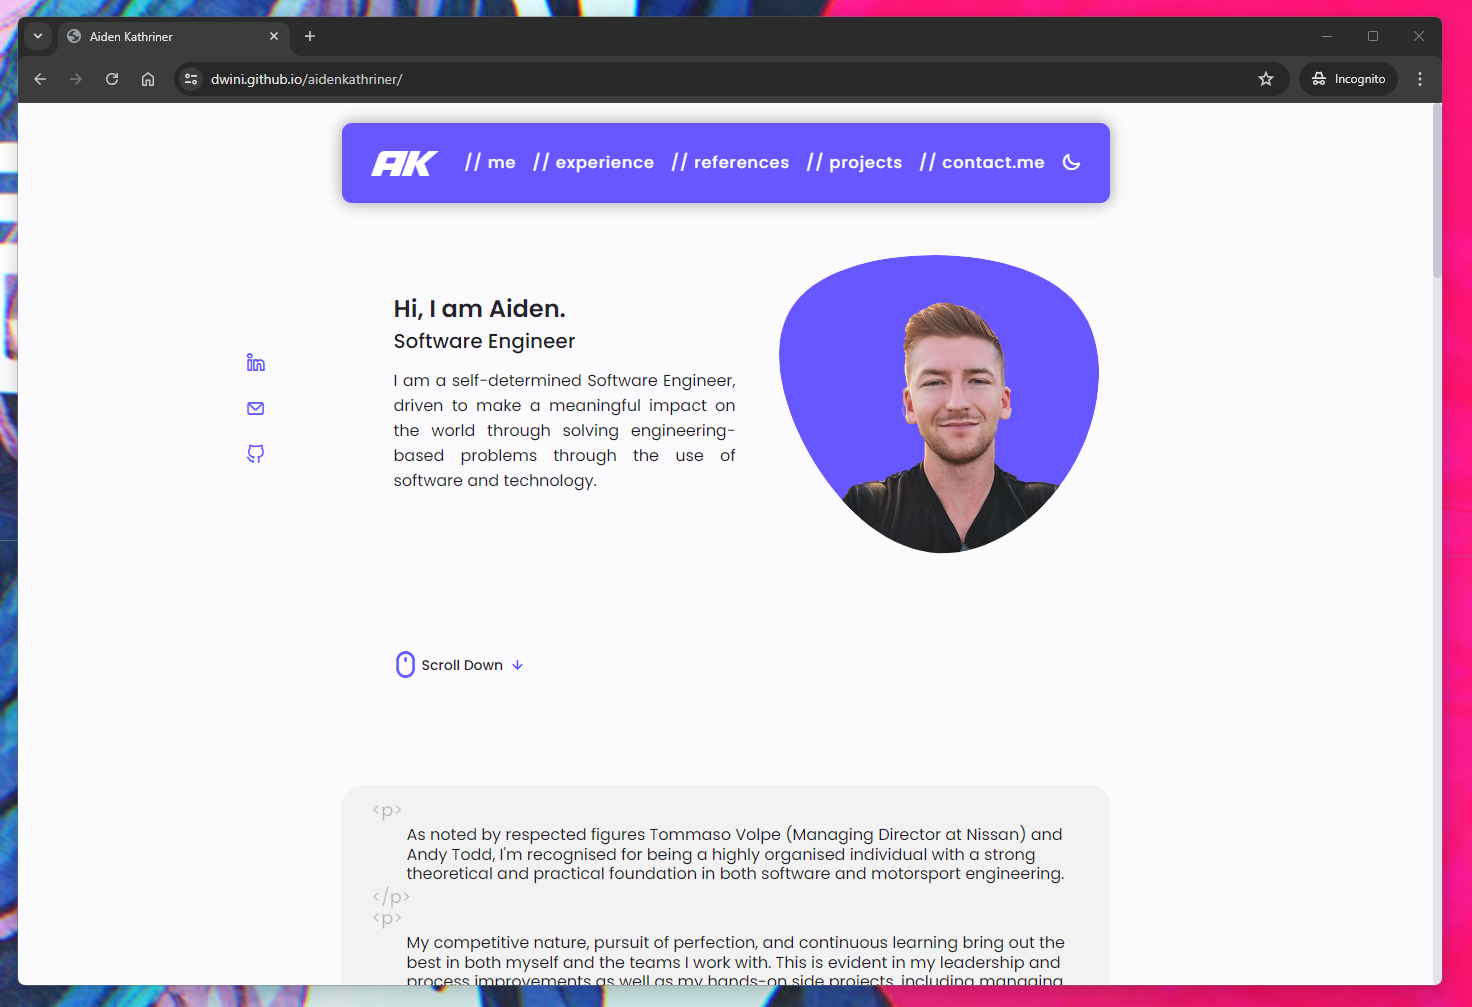 Aiden Kathriner
dwini.github.io/aidenkathriner/
Incognito
AK
// me // experience // references // projects // contact.me
Hi, I am Aiden.
Software Engineer
I am a self-determined Software Engineer,
driven to make a meaningful impact on
the world through solving engineering-
based problems through the use of
software and technology.
Scroll Down
<p>
As noted by respected figures Tommaso Volpe (Managing Director at Nissan) and
Andy Todd, I'm recognised for being a highly organised individual with a strong
theoretical and practical foundation in both software and motorsport engineering.
</p>
<p>
My competitive nature, pursuit of perfection, and continuous learning bring out the
best in both myself and the teams I work with. This is evident in my leadership and
process improvements as well as my hands-on side projects, including managing